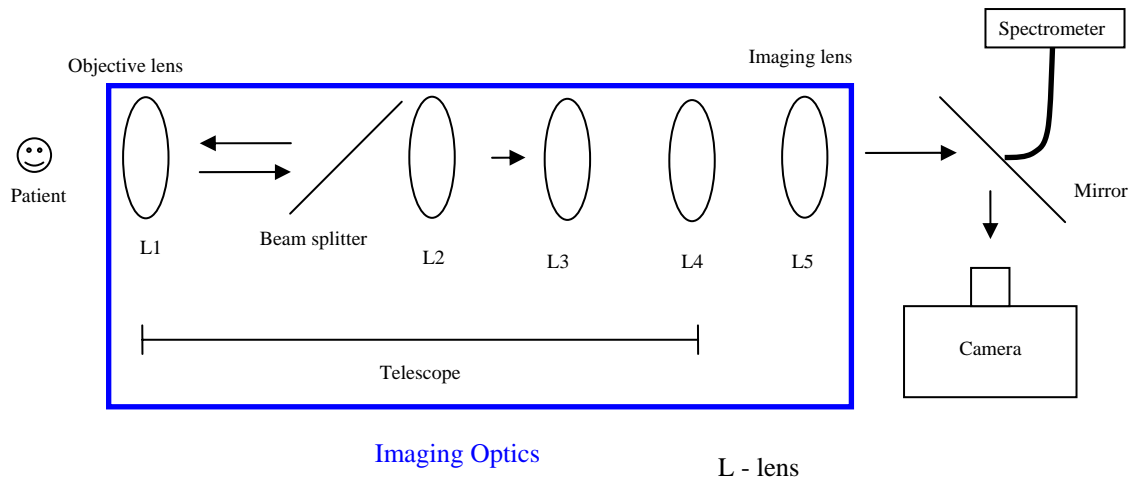 Spectrometer
Objective lens
Imaging lens
Patient
Mirror
Beam splitter
L1
L2
L3
L4
L5
Camera
Telescope
Imaging Optics
L - lens